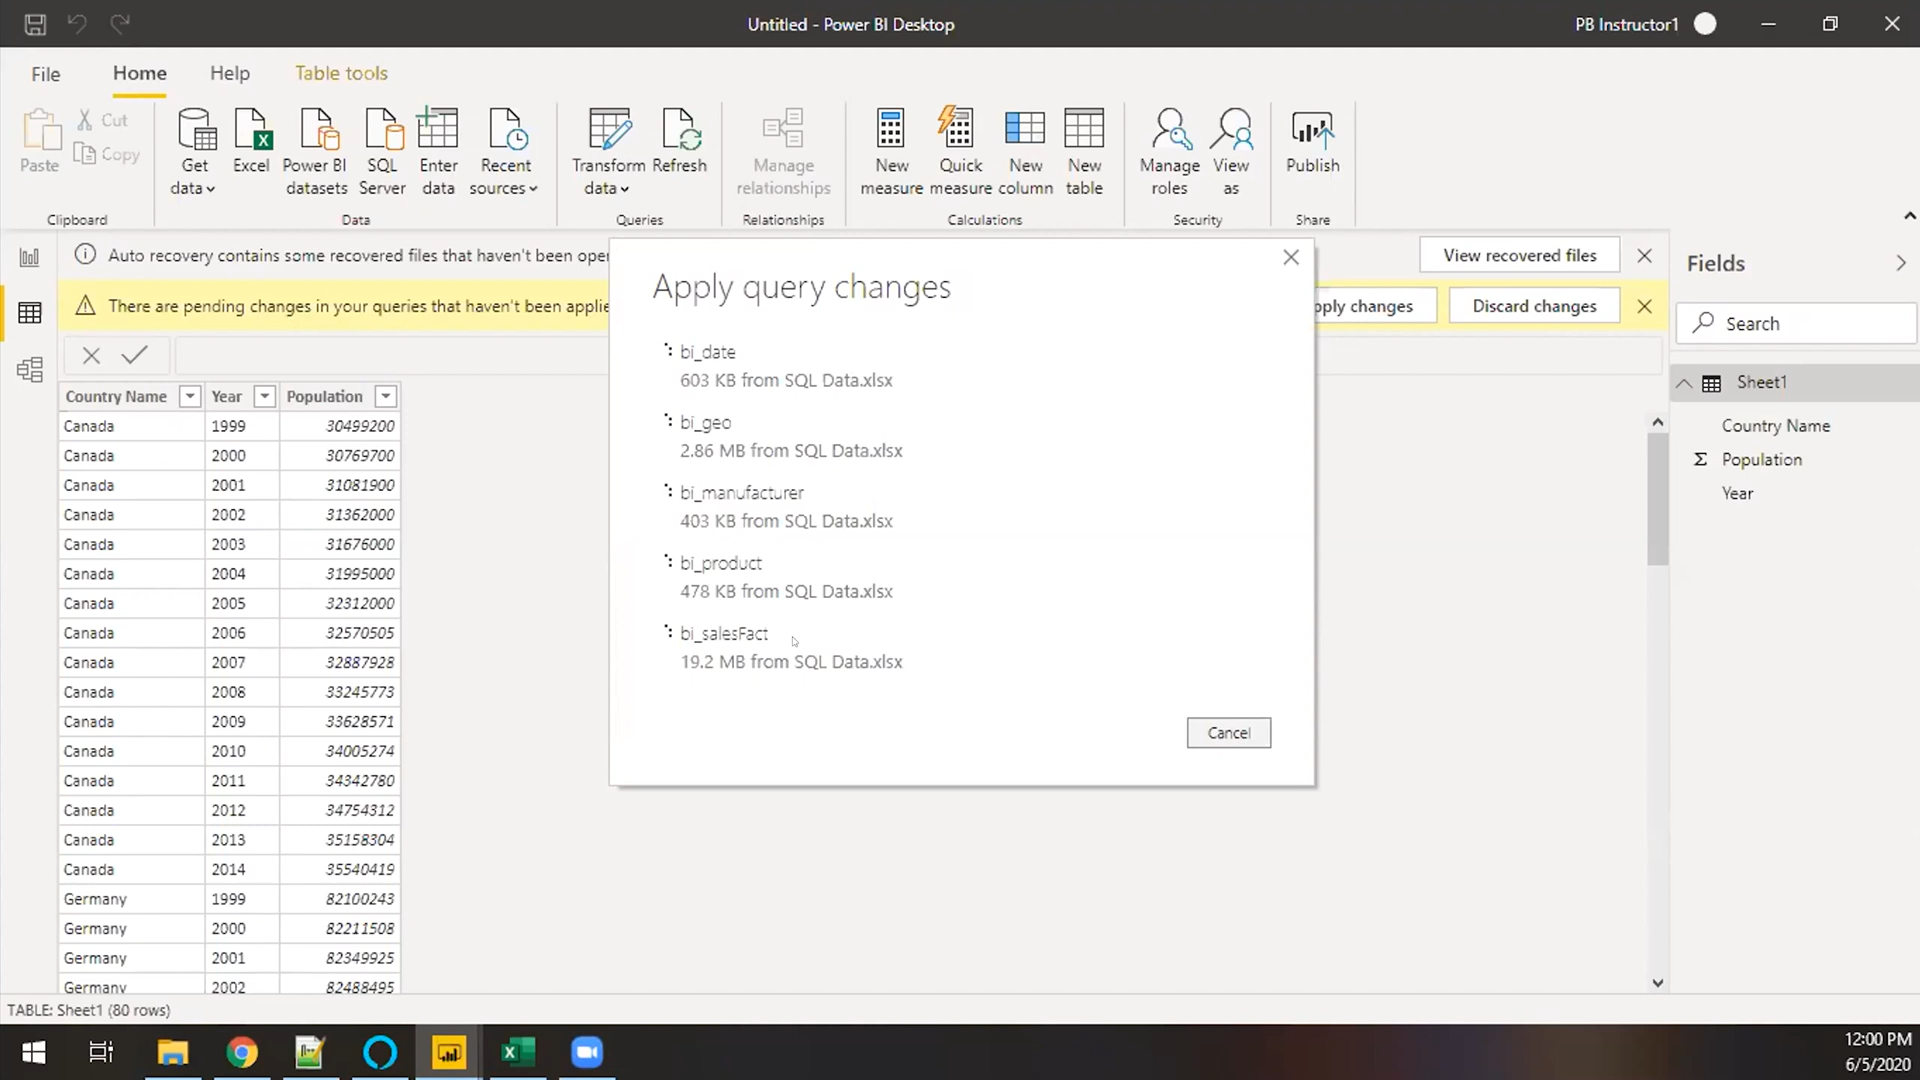 Untitled - Power BI Desktop
PB Instructor1
File
Home
Help
Table tools
Paste
Cut
Copy
Get data
Excel
Power BI datasets
SQL Server
Enter data
Recent sources
Transform data
Refresh
Manage relationships
New measure
Quick measure
New column
New table
Manage roles
View as
Publish
Clipboard
Data
Queries
Relationships
Calculations
Security
Share
Auto recovery contains some recovered files that haven't been open
View recovered files
There are pending changes in your queries that haven't been applie
pply changes
Discard changes
Apply query changes
bi_date
603 KB from SQL Data.xlsx
bi_geo
2.86 MB from SQL Data.xlsx
bi_manufacturer
403 KB from SQL Data.xlsx
bi_product
478 KB from SQL Data.xlsx
bi_salesFact
19.2 MB from SQL Data.xlsx
Cancel
Country Name Year Population
Canada 1999 30499200
Canada 2000 30769700
Canada 2001 31081900
Canada 2002 31362000
Canada 2003 31676000
Canada 2004 31995000
Canada 2005 32312000
Canada 2006 32570505
Canada 2007 32887928
Canada 2008 33245773
Canada 2009 33628571
Canada 2010 34005274
Canada 2011 34342780
Canada 2012 34754312
Canada 2013 35158304
Canada 2014 35540419
Germany 1999 82100243
Germany 2000 82211508
Germany 2001 82349925
Germany 2002 82488495
Fields
Search
Sheet1
Country Name
Σ Population
Year
TABLE: Sheet1 (80 rows)
12:00 PM
6/5/2020